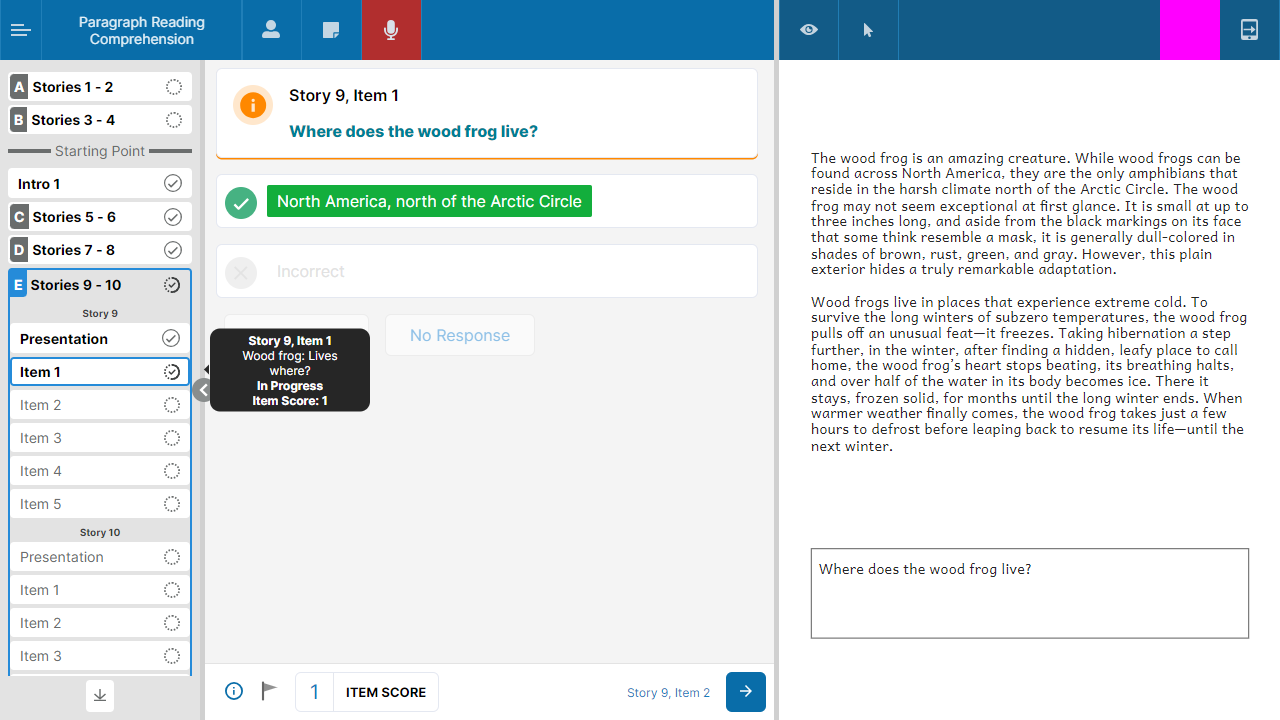 Paragraph Reading
Comprehension
A Stories 1 - 2
B Stories 3 - 4
Starting Point
Intro 1
C Stories 5 - 6
D Stories 7 - 8
E Stories 9 - 10
Story 9
Presentation
Item 1
Item 2
Item 3
Item 4
Item 5
Story 10
Presentation
Item 1
Item 2
Item 3
Story 9, Item 1
Where does the wood frog live?
North America, north of the Arctic Circle
Incorrect
No Response
Story 9, Item 1
Wood frog: Lives
where?
In Progress
Item Score: 1
1 ITEM SCORE
Story 9, Item 2
The wood frog is an amazing creature. While wood frogs can be
found across North America, they are the only amphibians that
reside in the harsh climate north of the Arctic Circle. The wood
frog may not seem exceptional at first glance. It is small at up to
three inches long, and aside from the black markings on its face
that some think resemble a mask, it is generally dull-colored in
shades of brown, rust, green, and gray. However, this plain
exterior hides a truly remarkable adaptation.
Wood frogs live in places that experience extreme cold. To
survive the long winters of subzero temperatures, the wood frog
pulls off an unusual feat—it freezes. Taking hibernation a step
further, in the winter, after finding a hidden, leafy place to call
home, the wood frog's heart stops beating, its breathing halts,
and over half of the water in its body becomes ice. There it
stays, frozen solid, for months until the long winter ends. When
warmer weather finally comes, the wood frog takes just a few
hours to defrost before leaping back to resume its life—until the
next winter.
Where does the wood frog live?